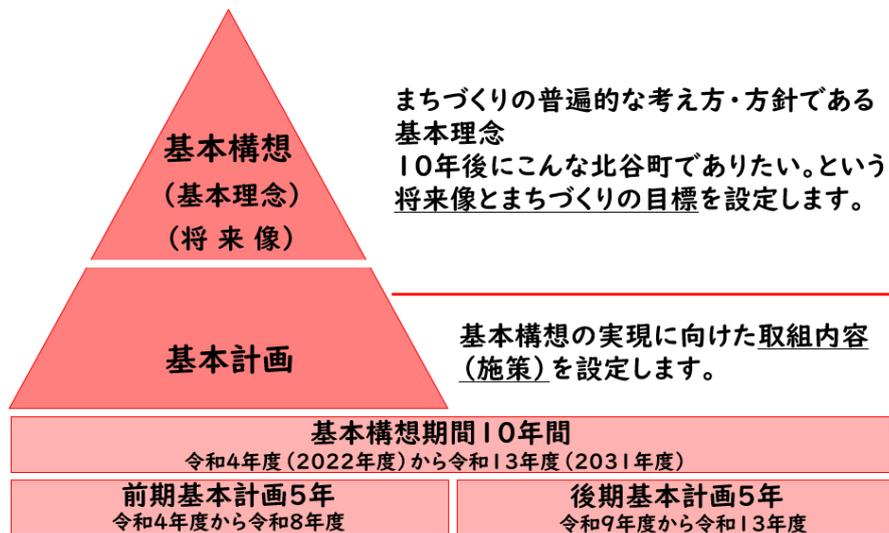 基本構想
(基本理念)
(将来像)
まちづくりの普遍的な考え方・方針である
基本理念
10年後にこんな北谷町でありたい。という
将来像とまちづくりの目標を設定します。
基本計画
基本構想の実現に向けた取組内容
(施策)を設定します。
基本構想期間10年間
令和4年度(2022年度)から令和13年度(2031年度)
前期基本計画5年
令和4年度から令和8年度
後期基本計画5年
令和9年度から令和13年度